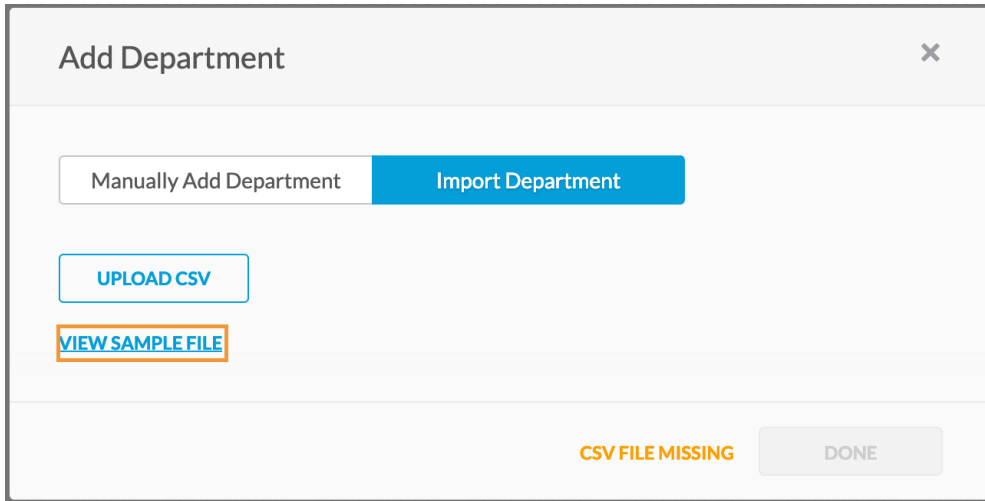 Add Department
Manually Add Department
Import Department
UPLOAD CSV
VIEW SAMPLE FILE
CSV FILE MISSING
DONE